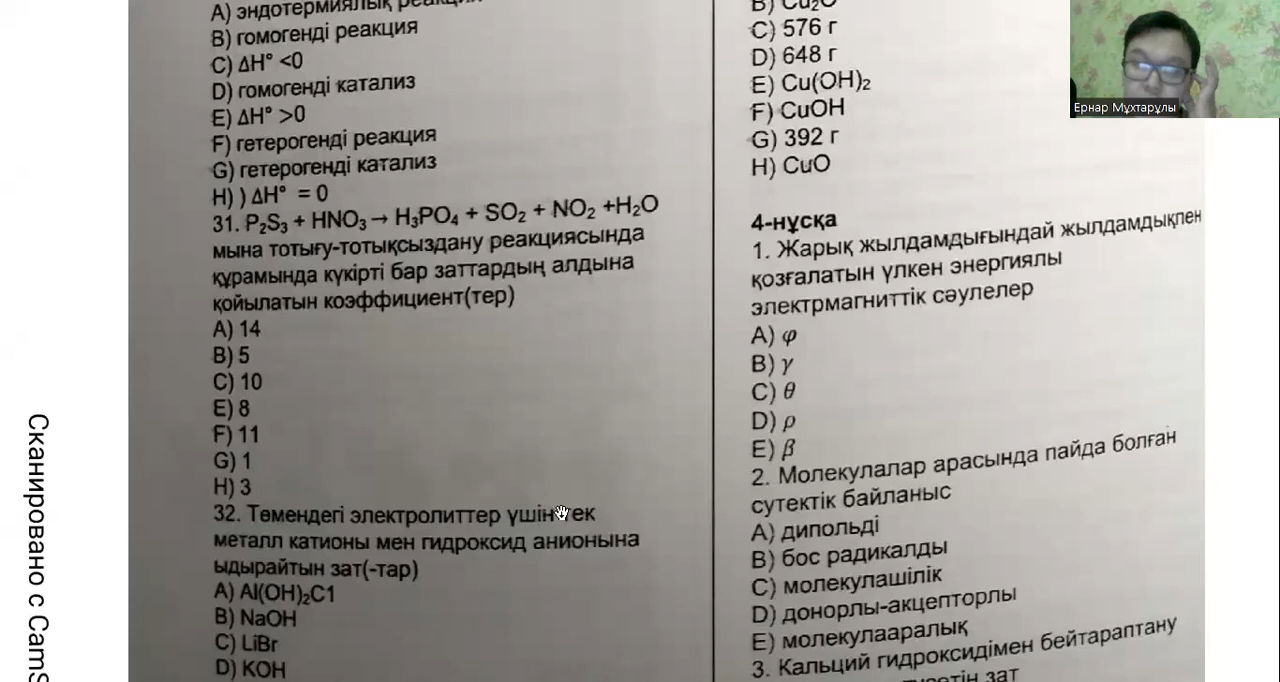 A) эндотермиялық реакция
B) гомогенді реакция
C) ΔH° <0
D) гомогенді катализ
E) ΔH° >0
F) гетерогенді реакция
G) гетерогенді катализ
H) ) ΔH° = 0
31. P₂S₃ + HNO₃ → H₃PO₄ + SO₂ + NO₂ +H₂O
мына тотығу-тотықсыздану реакциясында
құрамында күкірті бар заттардың алдына
қойылатын коэффициент(тер)
A) 14
B) 5
C) 10
E) 8
F) 11
G) 1
H) 3
32. Төмендегі электролиттер үшін тек
металл катионы мен гидроксид анионына
ыдырайтын зат(-тар)
A) Al(OH)₂C1
B) NaOH
C) LiBr
D) KOH
B) Cu₂O
C) 576 г
D) 648 г
E) Cu(OH)₂
F) CuOH
G) 392 г
H) CuO
4-нұсқа
1. Жарық жылдамдығындай жылдамдықпен
қозғалатын үлкен энергиялы
электрмагниттік сәулелер
A) φ
B) γ
C) θ
D) ρ
E) β
2. Молекулалар арасында пайда болған
сутектік байланыс
A) дипольді
B) бос радикалды
C) молекулашілік
D) донорлы-акцепторлы
E) молекулааралық
3. Кальций гидроксидімен бейтараптану
зат
Ернар Мұхтарұлы
Сканировано с CamS